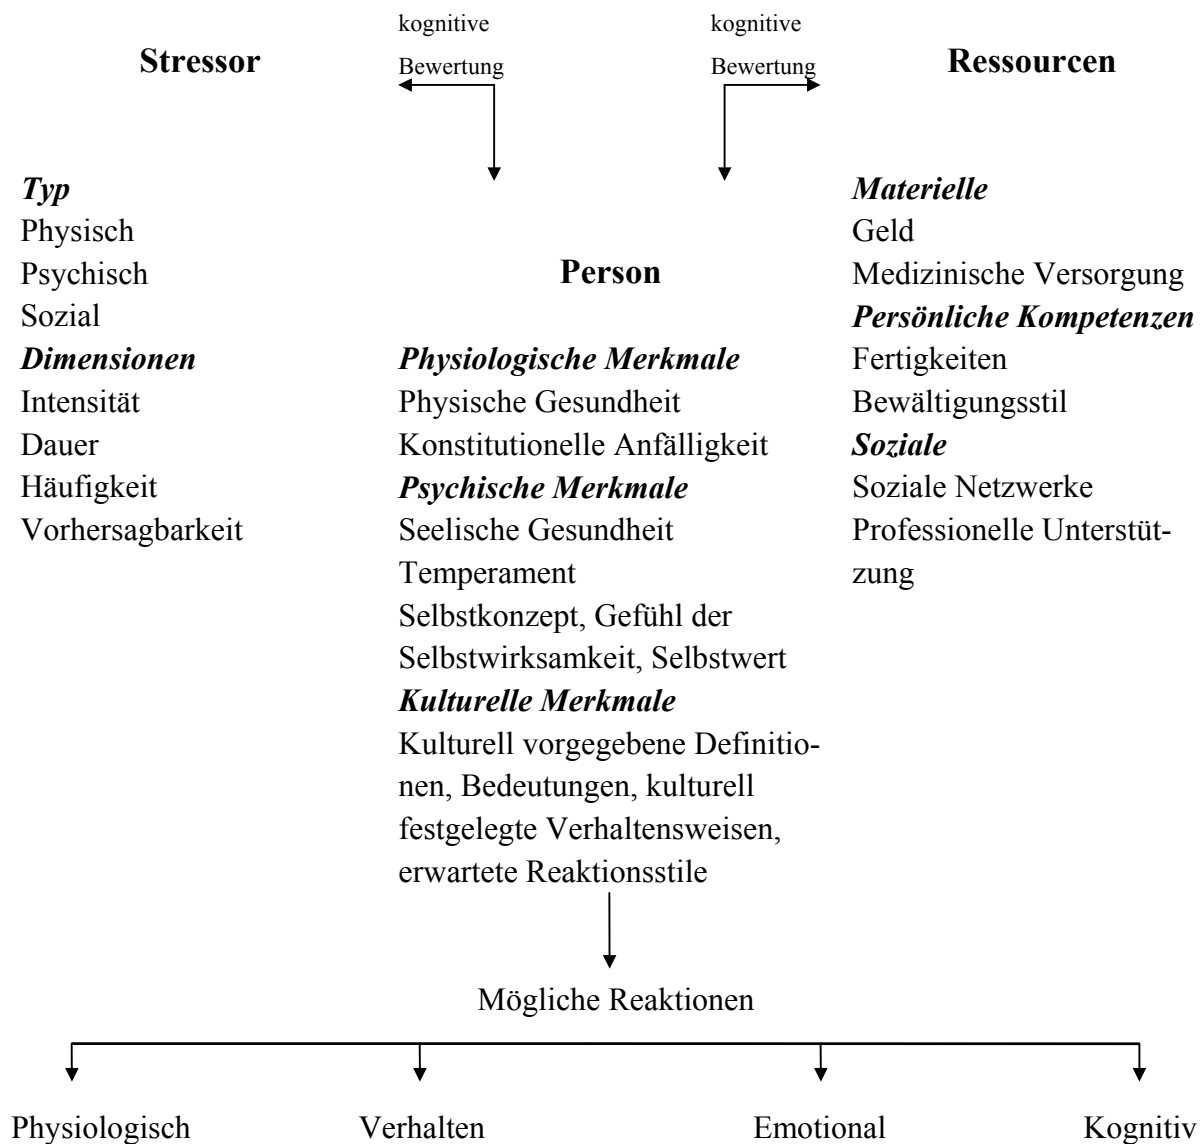 kognitive
Bewertung
kognitive
Bewertung
Stressor
Ressourcen
Typ
Physisch
Psychisch
Sozial
Dimensionen
Intensität
Dauer
Häufigkeit
Vorhersagbarkeit
Person
Physiologische Merkmale
Physische Gesundheit
Konstitutionelle Anfälligkeit
Psychische Merkmale
Seelische Gesundheit
Temperament
Selbstkonzept, Gefühl der
Selbstwirksamkeit, Selbstwert
Kulturelle Merkmale
Kulturell vorgegebene Definitio-
nen, Bedeutungen, kulturell
festgelegte Verhaltensweisen,
erwartete Reaktionsstile
Materielle
Geld
Medizinische Versorgung
Persönliche Kompetenzen
Fertigkeiten
Bewältigungsstil
Soziale
Soziale Netzwerke
Professionelle Unterstüt-
zung
Mögliche Reaktionen
Physiologisch
Verhalten
Emotional
Kognitiv